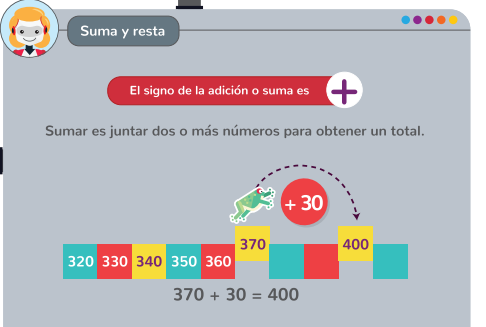 Suma y resta
El signo de la adición o suma es +
Sumar es juntar dos o más números para obtener un total.
+ 30
320 330 340 350 360 370 400
370 + 30 = 400